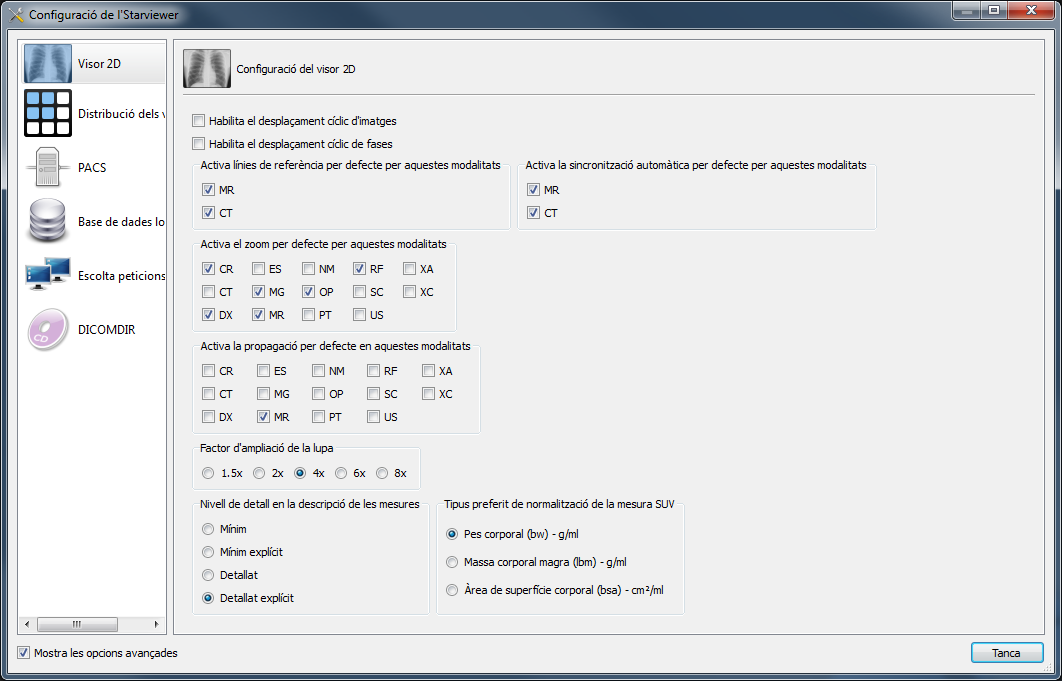 Configuració de l'Starviewer
Visor 2D
Distribució dels v
PACS
Base de dades lo
Escolta peticions
DICOMDIR
Configuració del visor 2D
Habilita el desplaçament cíclic d'imatges
Habilita el desplaçament cíclic de fases
Activa línies de referència per defecte per aquestes modalitats
MR
CT
Activa la sincronització automàtica per defecte per aquestes modalitats
MR
CT
Activa el zoom per defecte per aquestes modalitats
CR ES NM RF XA
CT MG OP SC XC
DX MR PT US
Activa la propagació per defecte en aquestes modalitats
CR ES NM RF XA
CT MG OP SC XC
DX MR PT US
Factor d'ampliació de la lupa
1.5x 2x 4x 6x 8x
Nivell de detall en la descripció de les mesures
Mínim
Mínim explícit
Detallat
Detallat explícit
Tipus preferit de normalització de la mesura SUV
Pes corporal (bw) - g/ml
Massa corporal magra (lbm) - g/ml
Àrea de superfície corporal (bsa) - cm²/ml
Mostra les opcions avançades
Tanca